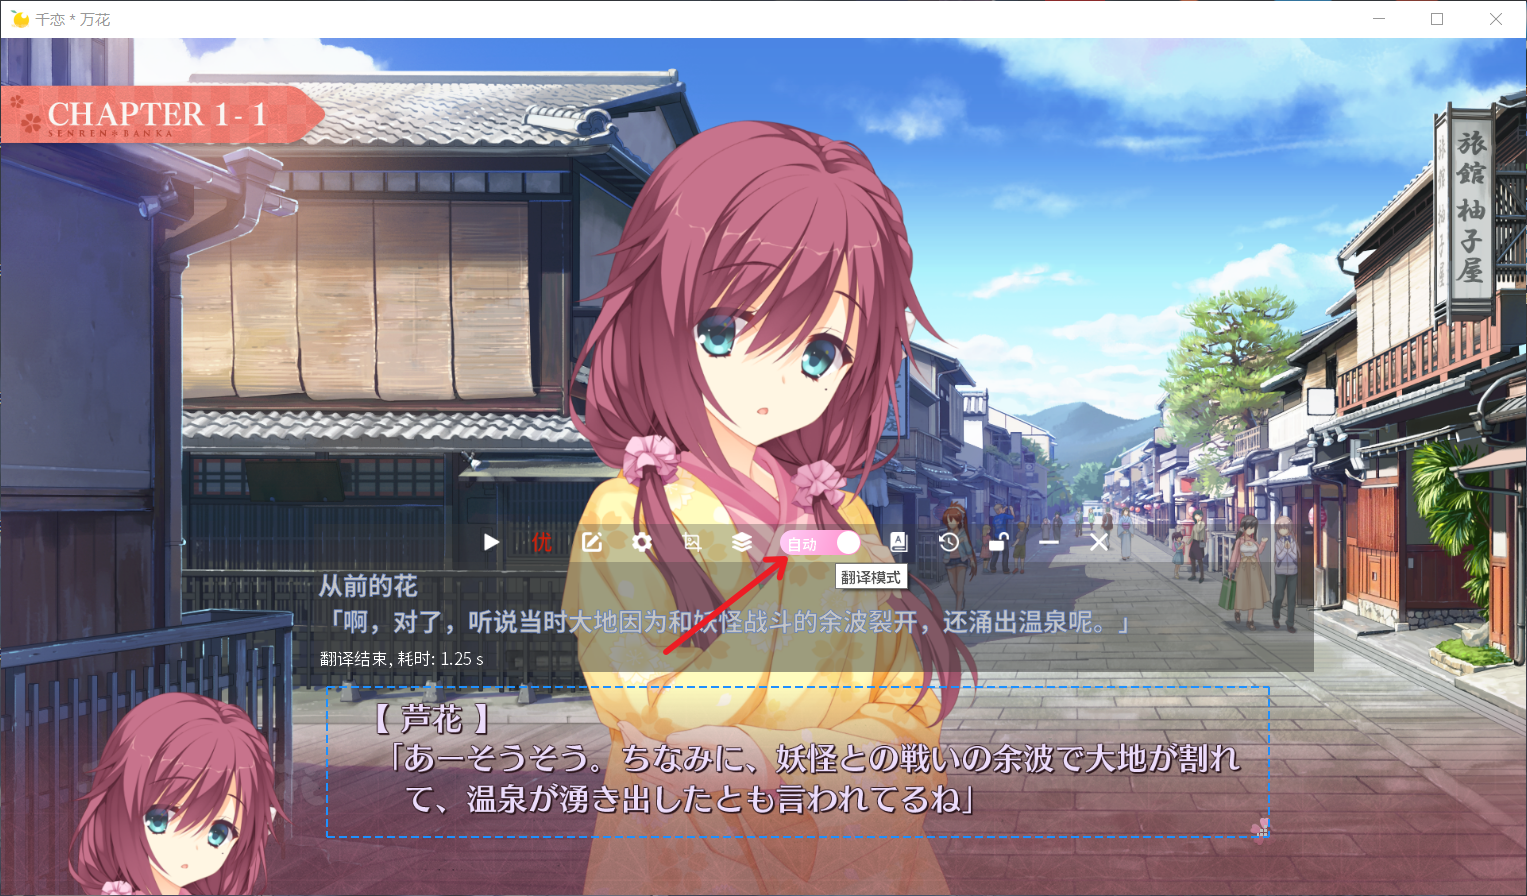 千恋＊万花
CHAPTER 1-1
SENREN＊BANKA
旅館 柚子屋
优
自动
翻译模式
从前的花
「啊，对了，听说当时大地因为和妖怪战斗的余波裂开，还涌出温泉呢。」
翻译结束, 耗时: 1.25 s
【 芦花 】
「あーそうそう。ちなみに、妖怪との戦いの余波で大地が割れ
て、温泉が湧き出したとも言われてるね」